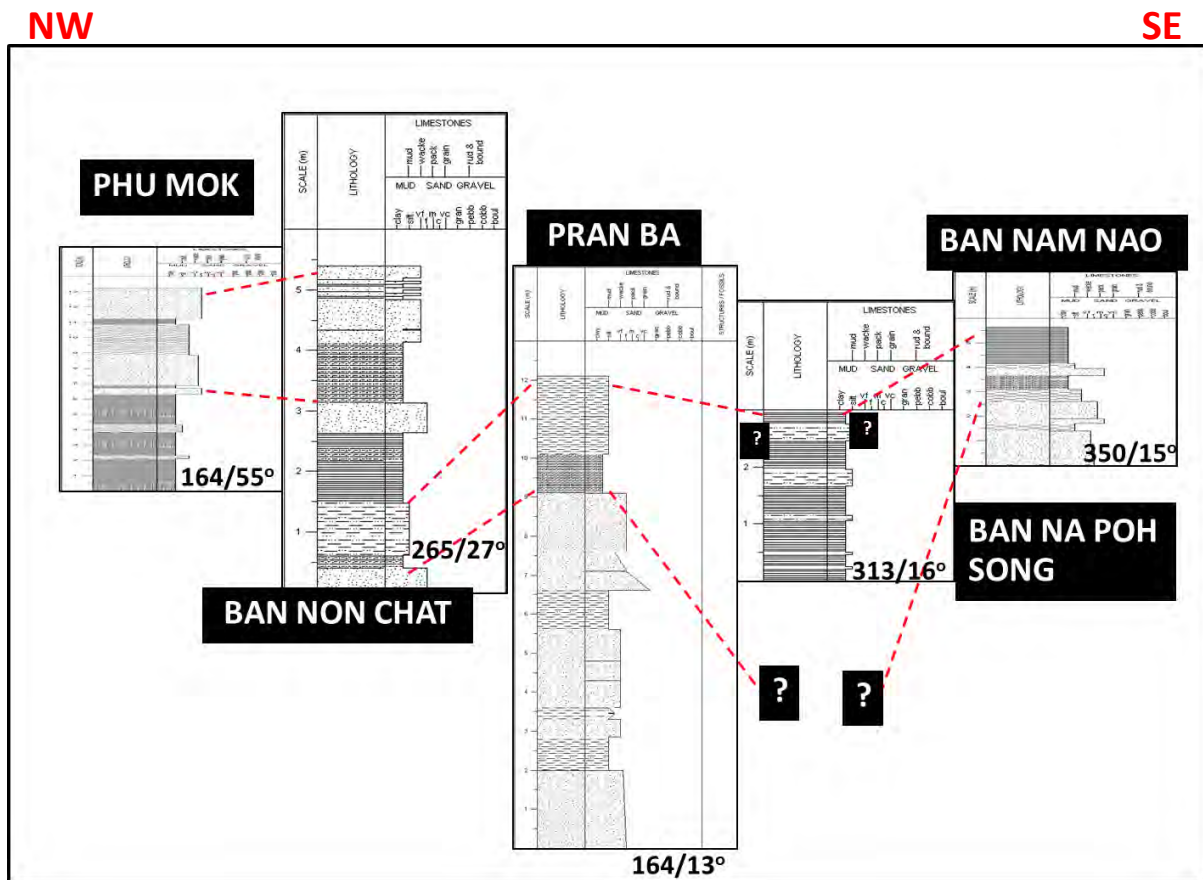 NW
SE
PHU MOK
164/55°
SCALE (m)
LITHOLOGY
LIMESTONES
mud
wacke
pack
grain
rud &
bound
MUD SAND GRAVEL
clay
silt
vf
f
m
c
vc
gran
pebb
cobb
boul
5
4
3
2
1
265/27°
BAN NON CHAT
PRAN BA
SCALE (m)
LITHOLOGY
LIMESTONES
mud
wacke
pack
grain
rud &
bound
MUD SAND GRAVEL
STRUCTURES / FOSSILS
12
11
10
9
8
7
6
5
4
3
2
1
164/13°
SCALE (m)
LITHOLOGY
LIMESTONES
mud
wacke
pack
grain
rud &
bound
MUD SAND GRAVEL
clay
silt
vf
f
m
c
vc
gran
pebb
cobb
boul
?
?
2
1
313/16°
BAN NA POH
SONG
BAN NAM NAO
LIMESTONES
MUD SAND GRAVEL
350/15°
?
?